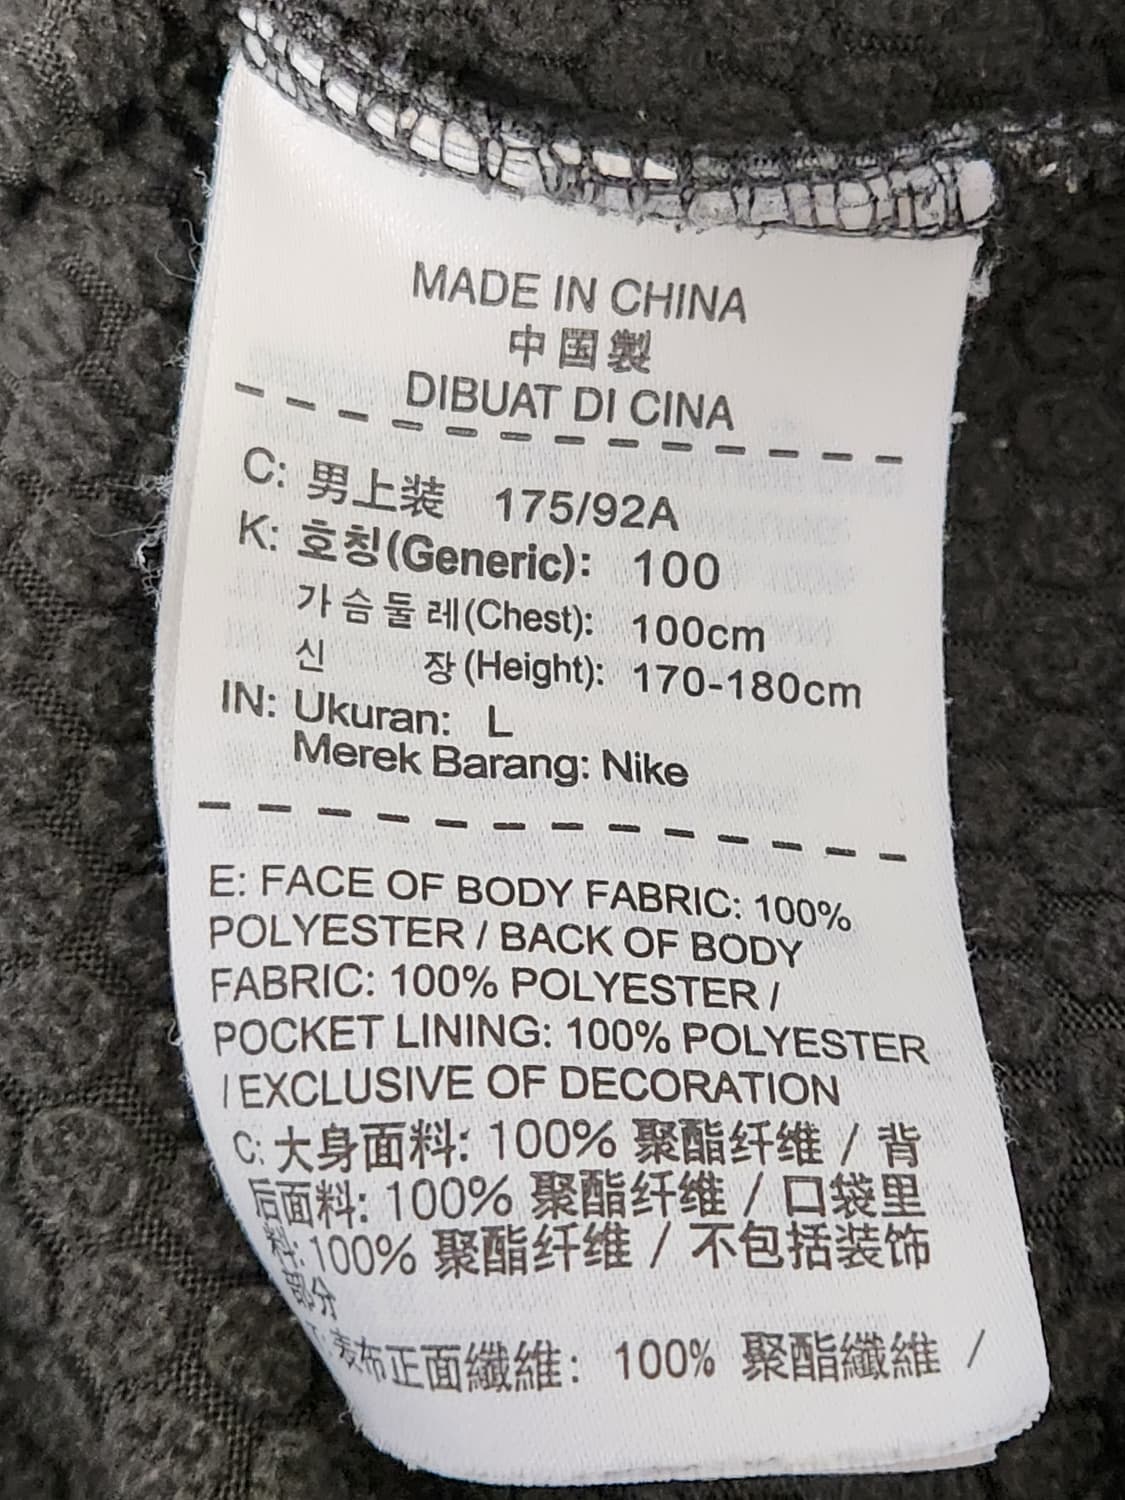 MADE IN CHINA
中国製
DIBUAT DI CINA
C: 男上装 175/92A
K: 호칭(Generic): 100
가슴둘레(Chest): 100cm
신 장(Height): 170-180cm
IN: Ukuran: L
Merek Barang: Nike
E: FACE OF BODY FABRIC: 100%
POLYESTER / BACK OF BODY
FABRIC: 100% POLYESTER /
POCKET LINING: 100% POLYESTER
/ EXCLUSIVE OF DECORATION
C: 大身面料: 100% 聚酯纤维 / 背
后面料: 100% 聚酯纤维 / 口袋里
料: 100% 聚酯纤维 / 不包括装饰
部分
表布正面纖維: 100% 聚酯纖維 /